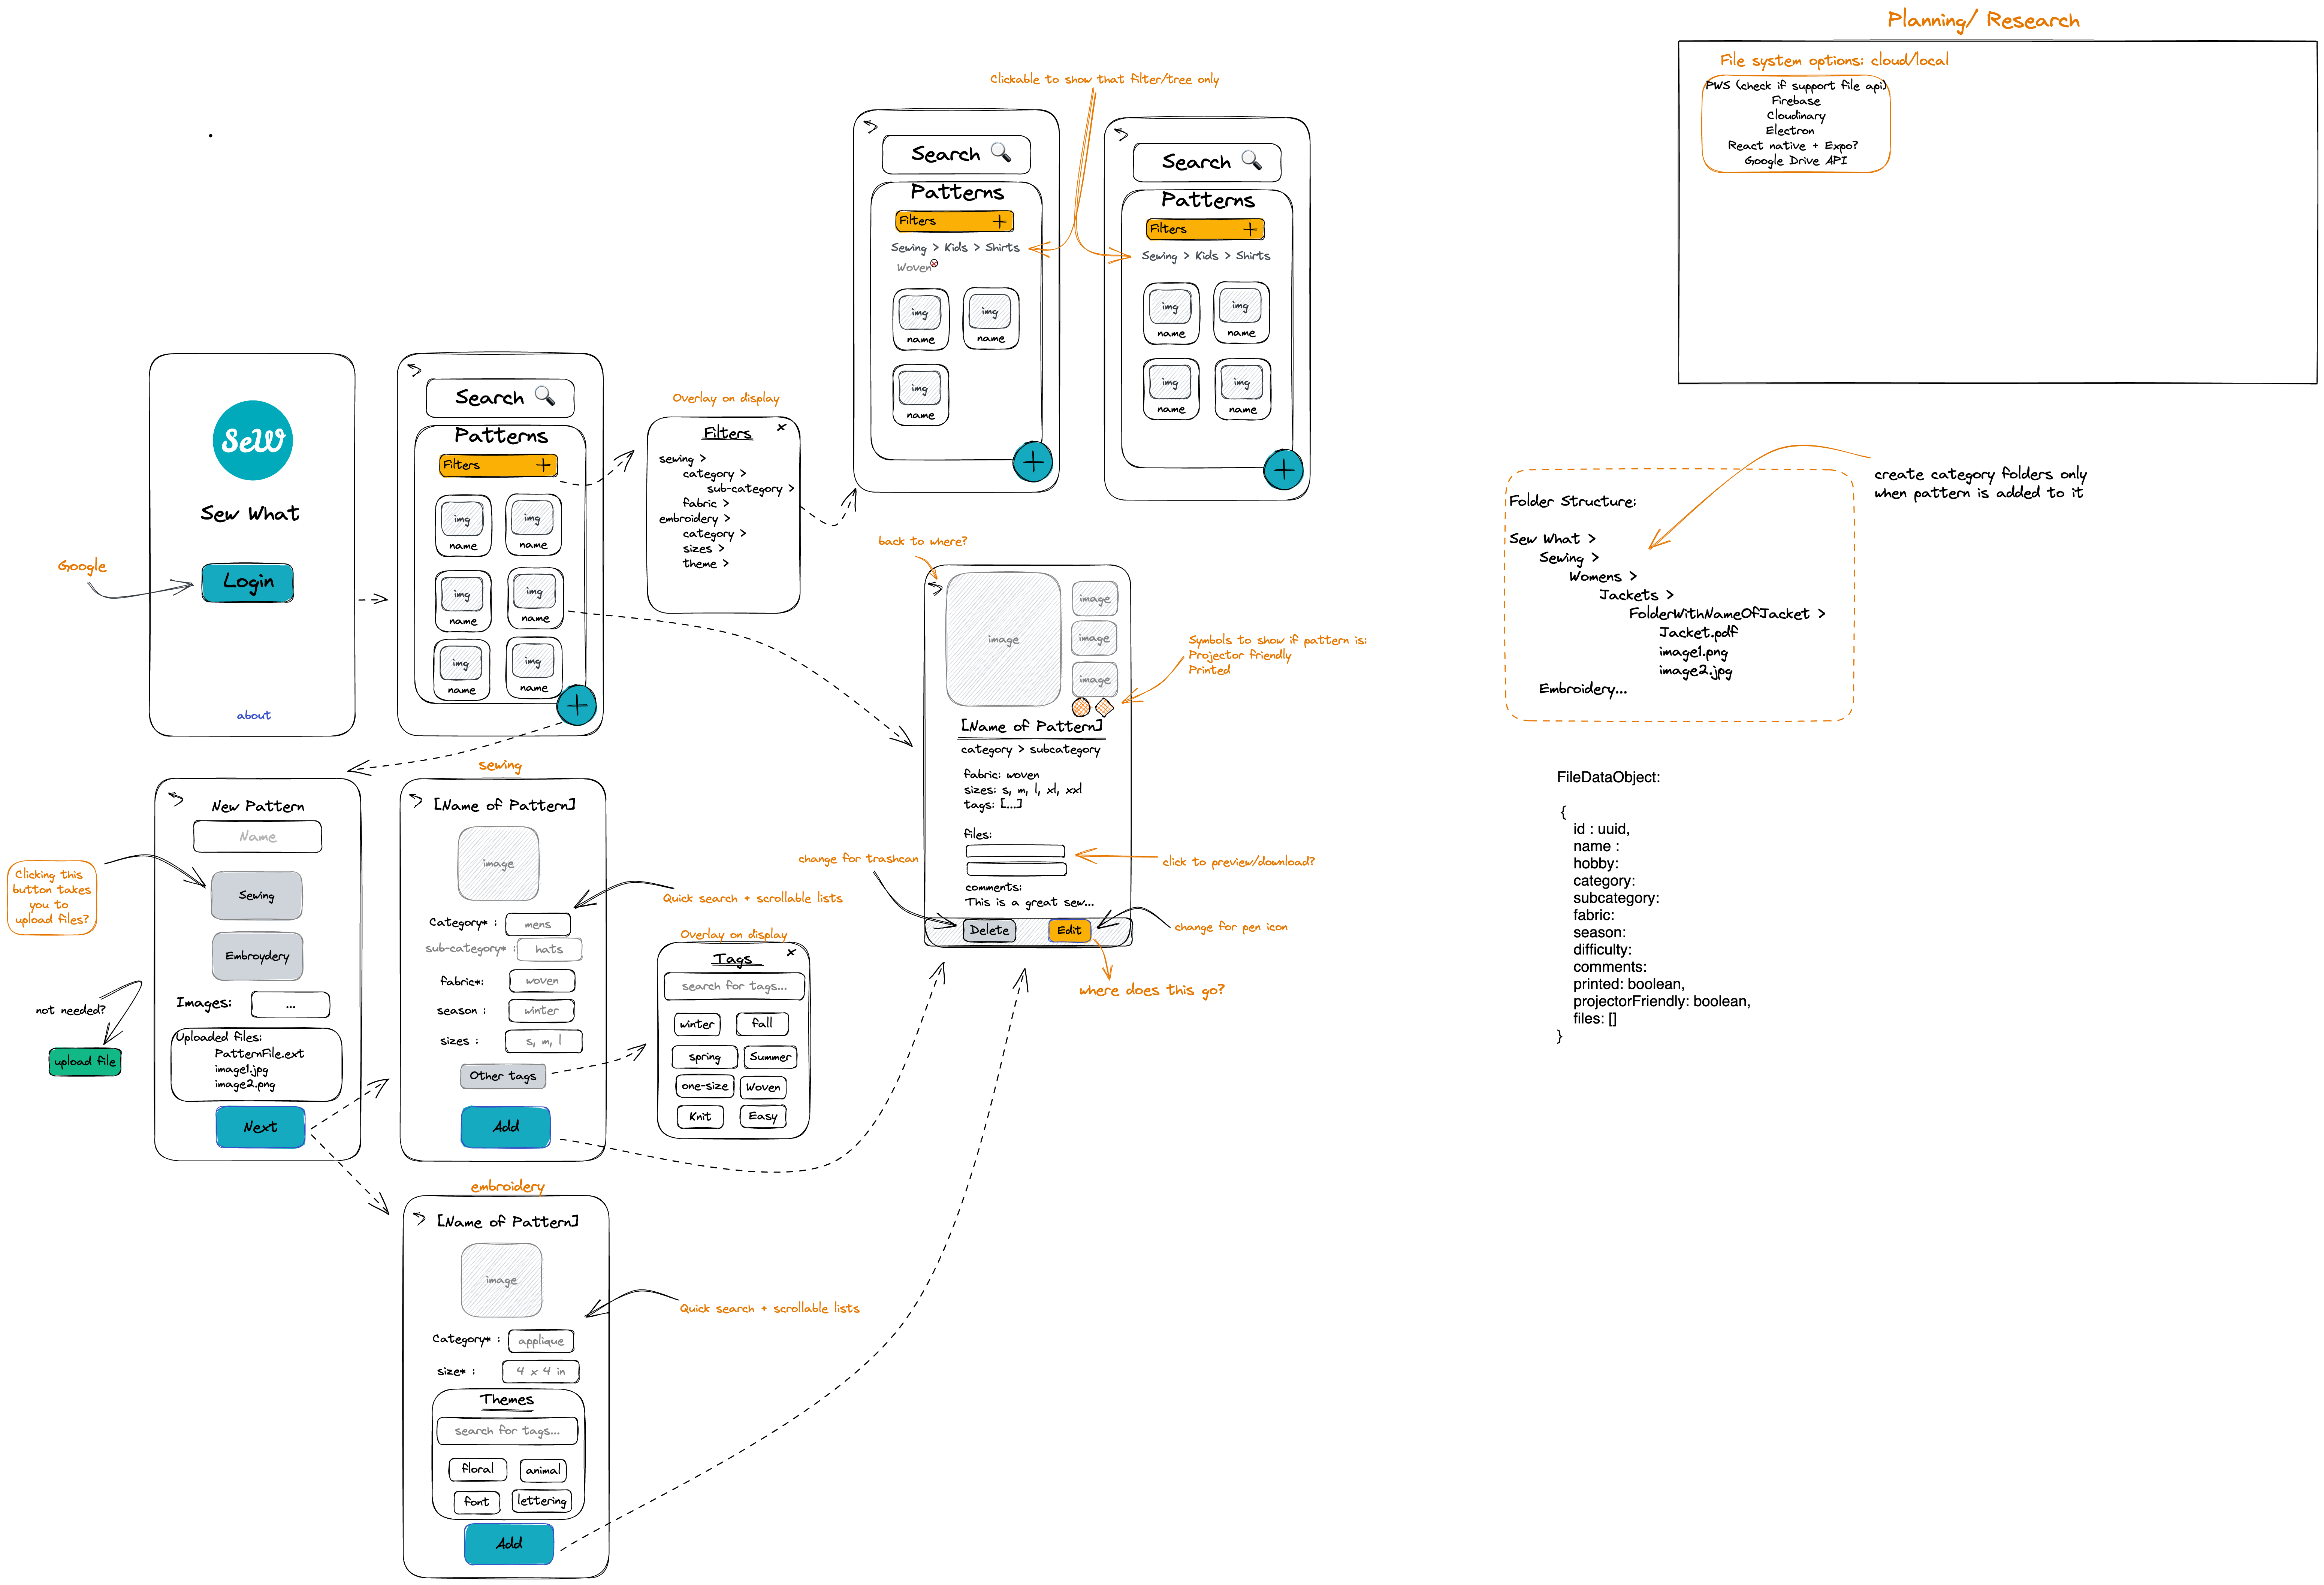 Planning/ Research
File system options: cloud/local
PWS (check if support file api)
Firebase
Cloudinary
Electron
React native + Expo?
Google Drive API
Clickable to show that filter/tree only
Search
Patterns
Filters +
Sewing > Kids > Shirts
Woven
img
img
name
name
img
name
+
Search
Patterns
Filters +
Sewing > Kids > Shirts
img
img
name
name
img
img
name
name
+
SeW
Sew What
Google
Login
about
Search
Patterns
Filters +
img
img
name
name
img
img
name
name
img
img
name
name
+
Overlay on display
Filters x
sewing >
category >
sub-category >
fabric >
embroidery >
category >
sizes >
theme >
back to where?
image
image
image
image
Symbols to show if pattern is:
Projector friendly
Printed
[Name of Pattern]
category > subcategory
fabric: woven
sizes: s, m, l, xl, xxl
tags: [...]
files:
click to preview/download?
comments:
This is a great sew...
change for trashcan
Delete
Edit
change for pen icon
where does this go?
create category folders only
when pattern is added to it
Folder Structure:
Sew What >
Sewing >
Womens >
Jackets >
FolderWithNameOfJacket >
Jacket.pdf
image1.png
image2.jpg
Embroidery...
FileDataObject:
{
id : uuid,
name :
hobby:
category:
subcategory:
fabric:
season:
difficulty:
comments:
printed: boolean,
projectorFriendly: boolean,
files: []
}
New Pattern
Name
Clicking this
button takes
you to
upload files?
Sewing
Embroydery
Images:
...
not needed?
upload file
Uploaded files:
PatternFile.ext
image1.jpg
image2.png
Next
sewing
[Name of Pattern]
image
Quick search + scrollable lists
Category* : mens
sub-category* : hats
fabric*: woven
season : winter
sizes : s, m, l
Other tags
Add
Overlay on display
Tags x
search for tags...
winter
fall
spring
Summer
one-size
Woven
Knit
Easy
embroidery
[Name of Pattern]
image
Quick search + scrollable lists
Category* : applique
size* : 4 x 4 in
Themes
search for tags...
floral
animal
font
lettering
Add